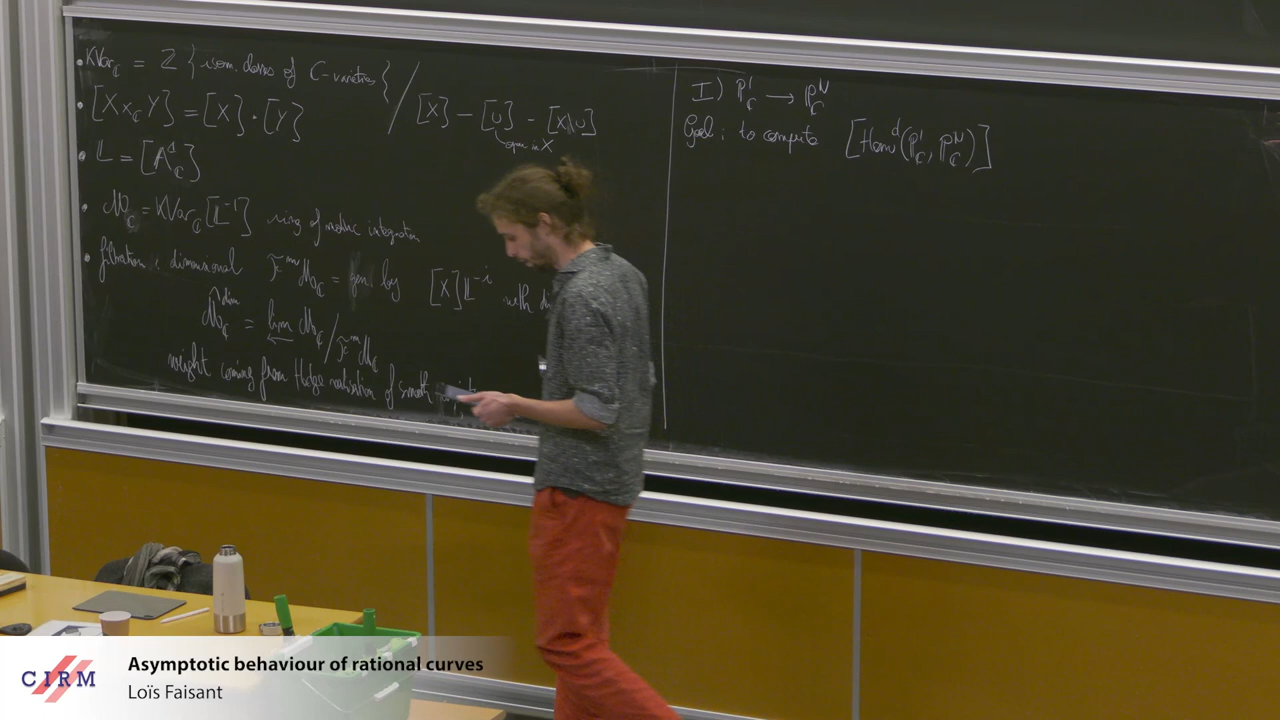 • KVar_ℂ = ℤ { isom. classes of ℂ-varieties } / [X] - [U] - [X\U]
open in X
• [X ×_ℂ Y] = [X] · [Y]
• 𝕃 = [𝔸¹_ℂ]
• ℳ_ℂ = KVar_ℂ [𝕃⁻¹] ring of motivic integration
• filtration : dimensional ℱ^m ℳ_ℂ = gen. by [X]𝕃^{-i} with di
ℳ̂_ℂ^{dim} = lim← ℳ_ℂ / ℱ^m ℳ_ℂ
weight coming from Hodge realisation of smooth
I) ℙ¹_ℂ → ℙ^N_ℂ
Goal : to compute [Hom^d(ℙ¹_ℂ, ℙ^N_ℂ)]
CIRM
Asymptotic behaviour of rational curves
Loïs Faisant